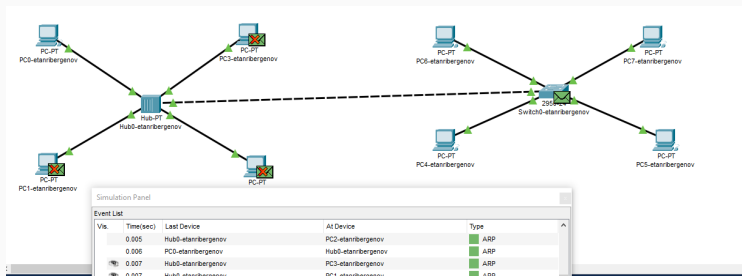 PC-PT
PC0-etanribergenov
PC-PT
PC3-etanribergenov
Hub-PT
Hub0-etanribergenov
PC-PT
PC1-etanribergenov
PC-PT
PC-PT
PC6-etanribergenov
PC-PT
PC7-etanribergenov
Switch0-etanribergenov
PC-PT
PC4-etanribergenov
PC-PT
PC5-etanribergenov
Simulation Panel
Event List
Vis. Time(sec) Last Device At Device Type
0.005 Hub0-etanribergenov PC2-etanribergenov ARP
0.006 PC0-etanribergenov Hub0-etanribergenov ARP
0.007 Hub0-etanribergenov PC3-etanribergenov ARP
0.007 Hub0-etanribergenov PC1-etanribergenov ARP